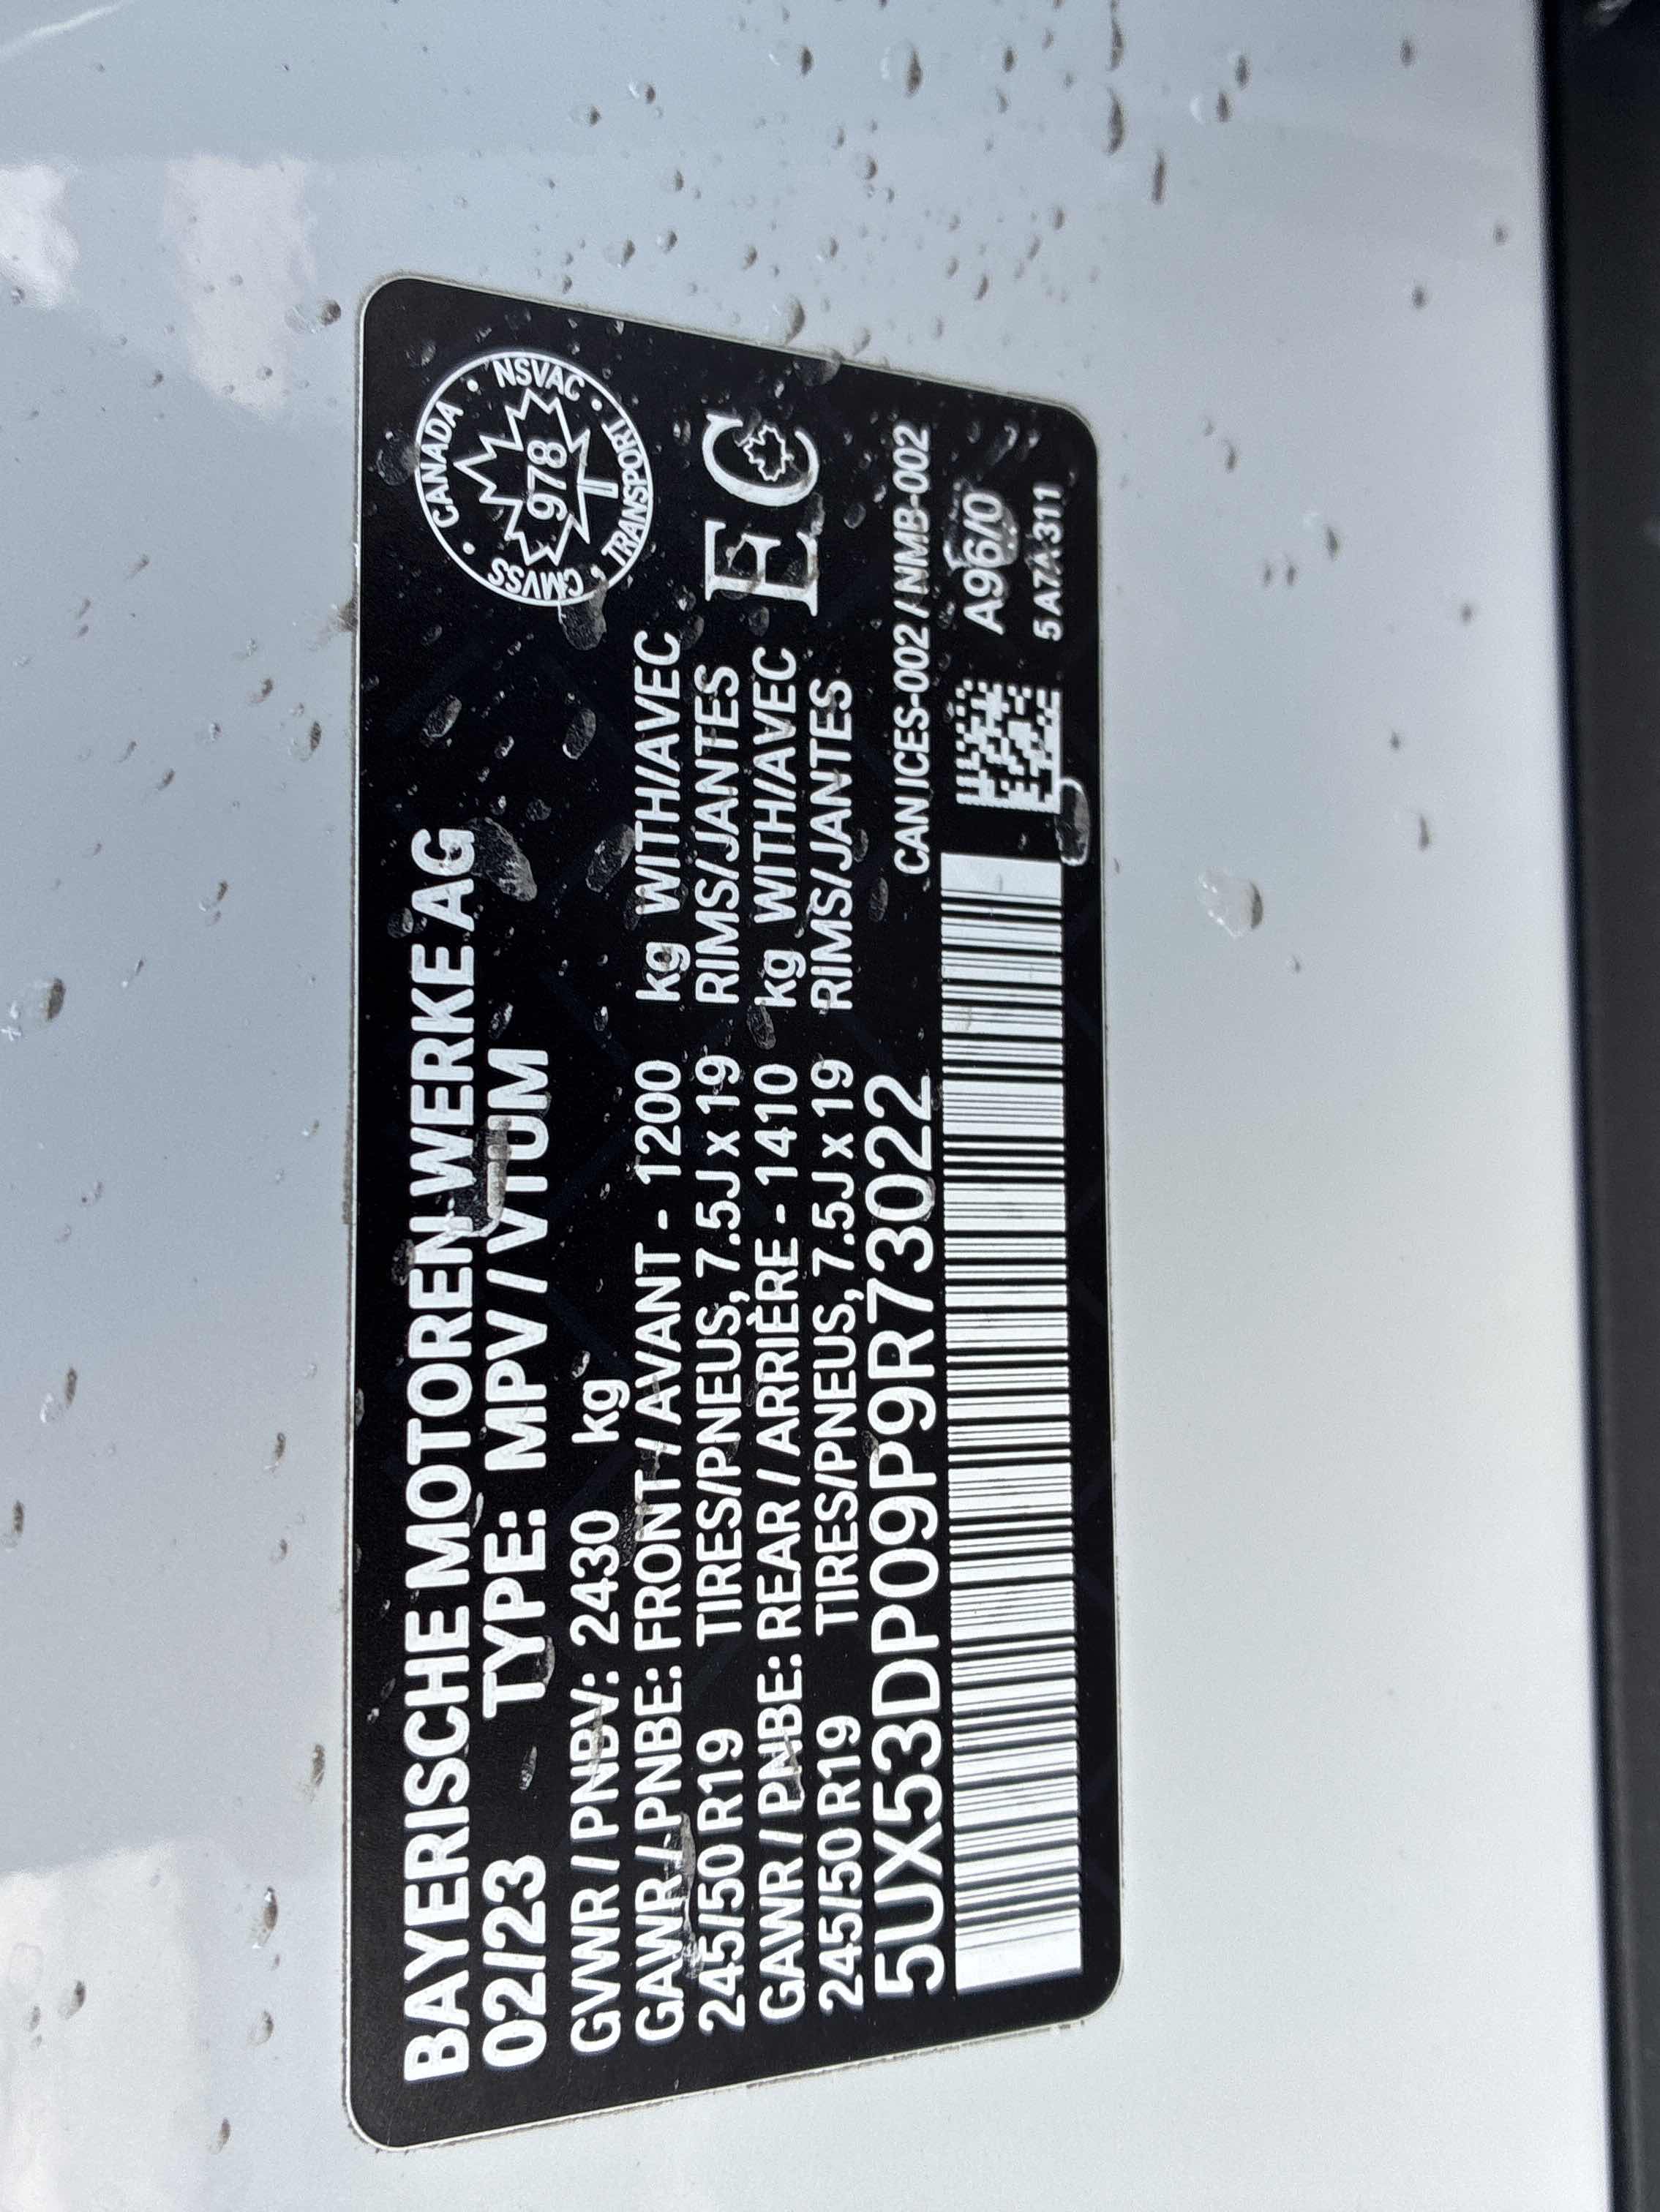 BAYERISCHE MOTOREN WERKE AG
02/23 TYPE: MPV / VTUM
GVWR / PNBV: 2430 kg
GAWR / PNBE: FRONT / AVANT - 1200 kg WITH/AVEC
245/50 R19 TIRES/PNEUS, 7.5J x 19 RIMS/JANTES
GAWR / PNBE: REAR / ARRIÈRE - 1410 kg WITH/AVEC
245/50 R19 TIRES/PNEUS, 7.5J x 19 RIMS/JANTES
5UX53DP09P9R73022
CANADA • NSVAC • TRANSPORT • CMVSS •
978
EC
CAN ICES-002 / NMB-002
A96/0
5 A7A 311